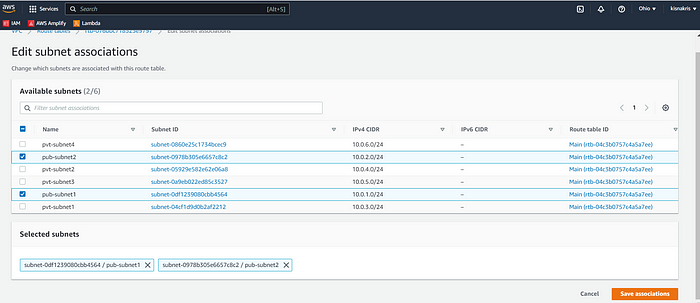 aws
Services
Search
[Alt+S]
Ohio
kisnakris
IAM
AWS Amplify
Lambda
VPC > Route tables > Edit subnet associations
Edit subnet associations
Change which subnets are associated with this route table.
Available subnets (2/6)
Filter subnet associations
1
Name Subnet ID IPv4 CIDR IPv6 CIDR Route table ID
pvt-subnet4 subnet-0860e25c1734bcec9 10.0.6.0/24 – Main (rtb-04c3b0757c4a5a7ee)
pub-subnet2 subnet-0978b305e6657c8c2 10.0.2.0/24 – Main (rtb-04c3b0757c4a5a7ee)
pvt-subnet2 subnet-05929e582e62e06a8 10.0.4.0/24 – Main (rtb-04c3b0757c4a5a7ee)
pvt-subnet3 subnet-0a9eb022ed85c3527 10.0.5.0/24 – Main (rtb-04c3b0757c4a5a7ee)
pub-subnet1 subnet-0df1239080cbb4564 10.0.1.0/24 – Main (rtb-04c3b0757c4a5a7ee)
pvt-subnet1 subnet-04cf1d9d0b2af2212 10.0.3.0/24 – Main (rtb-04c3b0757c4a5a7ee)
Selected subnets
subnet-0df1239080cbb4564 / pub-subnet1 X subnet-0978b305e6657c8c2 / pub-subnet2 X
Cancel Save associations